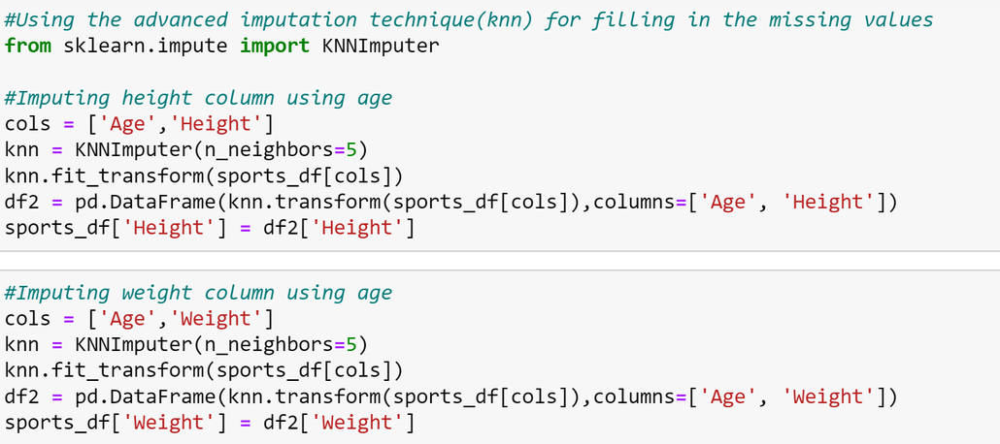 #Using the advanced imputation technique(knn) for filling in the missing values
from sklearn.impute import KNNImputer
#Imputing height column using age
cols = ['Age','Height']
knn = KNNImputer(n_neighbors=5)
knn.fit_transform(sports_df[cols])
df2 = pd.DataFrame(knn.transform(sports_df[cols]),columns=['Age', 'Height'])
sports_df['Height'] = df2['Height']
#Imputing weight column using age
cols = ['Age','Weight']
knn = KNNImputer(n_neighbors=5)
knn.fit_transform(sports_df[cols])
df2 = pd.DataFrame(knn.transform(sports_df[cols]),columns=['Age', 'Weight'])
sports_df['Weight'] = df2['Weight']